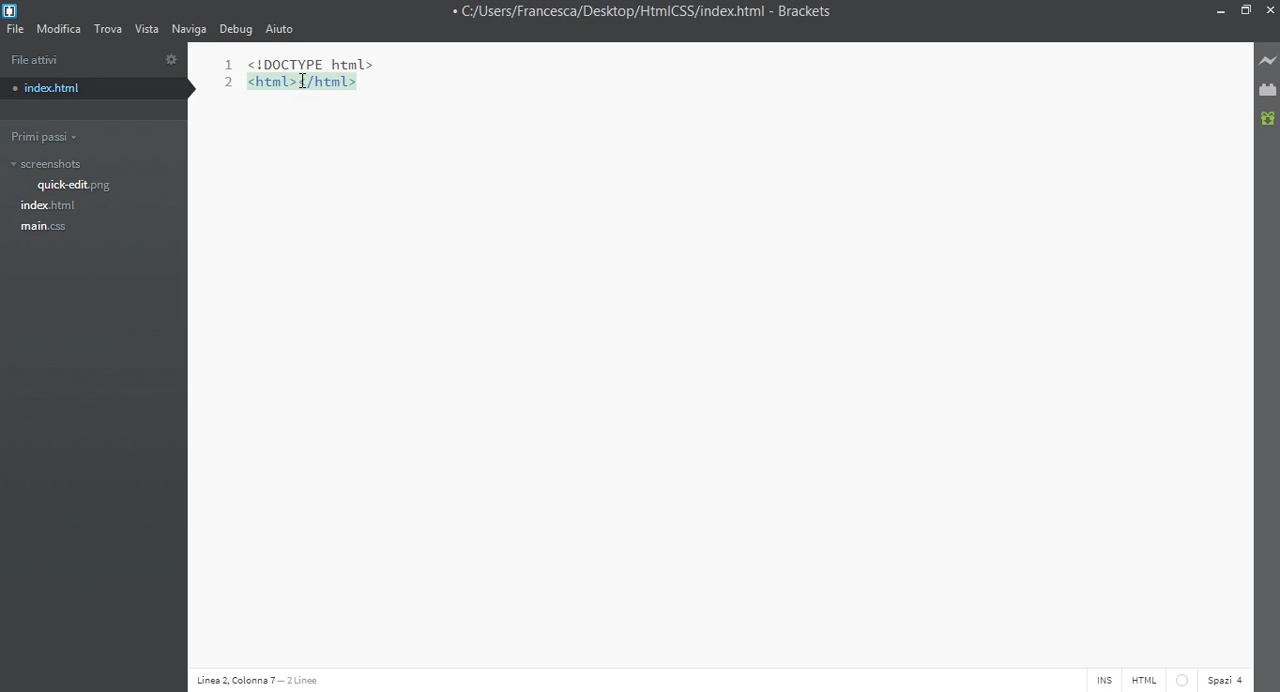 • C:/Users/Francesca/Desktop/HtmlCSS/index.html - Brackets
File Modifica Trova Vista Naviga Debug Aiuto
File attivi
• index.html
Primi passi
screenshots
quick-edit.png
index.html
main.css
1 <!DOCTYPE html>
2 <html></html>
Linea 2, Colonna 7 — 2 Linee
INS HTML Spazi 4